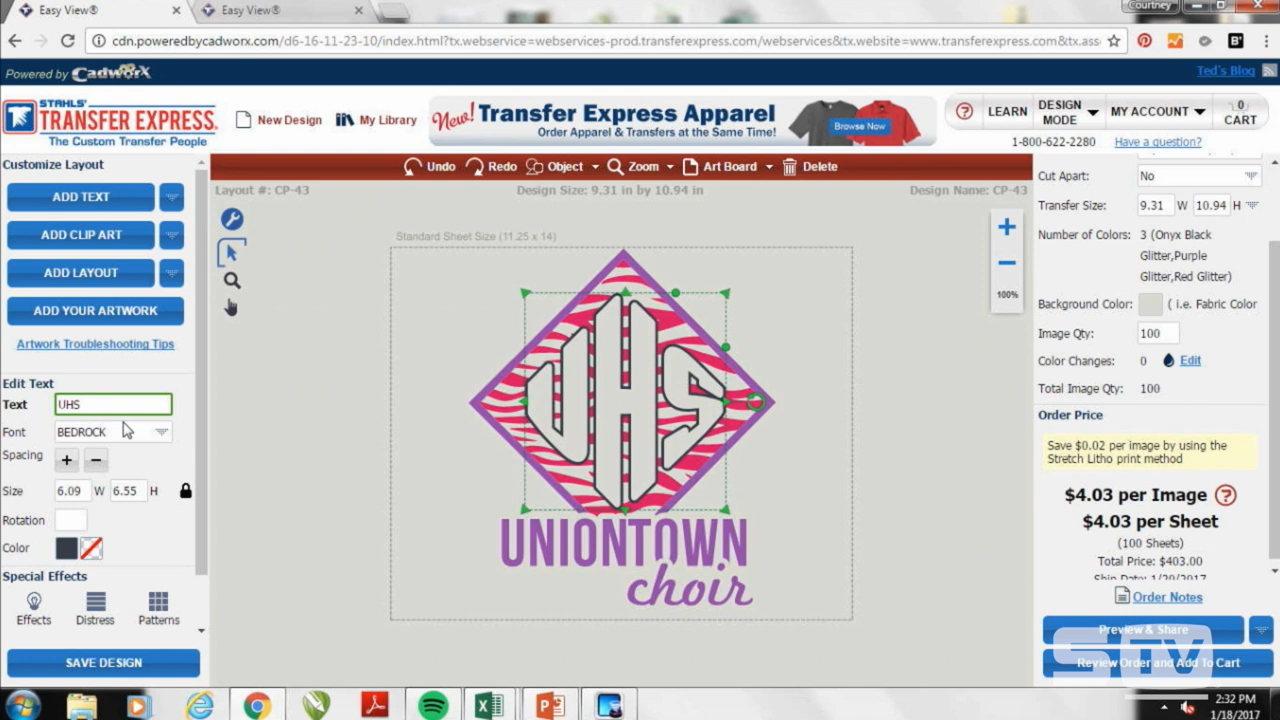 Easy View®
Easy View®
Courtney
cdn.poweredbycadworx.com/d6-16-11-23-10/index.html?tx.webservice=webservices-prod.transferexpress.com/webservices&tx.website=www.transferexpress.com&tx.ass
Powered by CadworX
Ted's Blog
STAHLS'
TRANSFER EXPRESS
The Custom Transfer People
New Design
My Library
New! Transfer Express Apparel
Order Apparel & Transfers at the Same Time!
Browse Now
LEARN
DESIGN MODE
MY ACCOUNT
0 CART
1-800-622-2280
Have a question?
Customize Layout
ADD TEXT
ADD CLIP ART
ADD LAYOUT
ADD YOUR ARTWORK
Artwork Troubleshooting Tips
Edit Text
Text UHS
Font BEDROCK
Spacing + −
Size 6.09 W 6.55 H
Rotation
Color
Special Effects
Effects Distress Patterns
SAVE DESIGN
Undo Redo Object Zoom Art Board Delete
Layout #: CP-43 Design Size: 9.31 in by 10.94 in Design Name: CP-43
Standard Sheet Size (11.25 x 14)
100%
UHS
UNIONTOWN
choir
Cut Apart: No
Transfer Size: 9.31 W 10.94 H
Number of Colors: 3 (Onyx Black
Glitter,Purple
Glitter,Red Glitter)
Background Color: ( i.e. Fabric Color
Image Qty: 100
Color Changes: 0 Edit
Total Image Qty: 100
Order Price
Save $0.02 per image by using the
Stretch Litho print method
$4.03 per Image
$4.03 per Sheet
(100 Sheets)
Total Price: $403.00
Ship Date: 1/20/2017
Order Notes
Preview & Share
Review Order and Add To Cart
STV
2:32 PM
1/18/2017